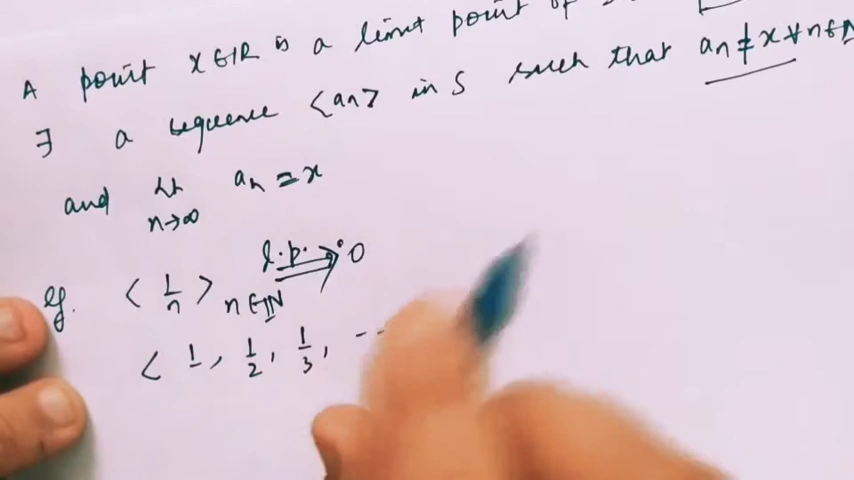 A point x ∈ ℝ is a limit point of
∃ a sequence <an> in S such that an ≠ x ∀ n ∈ ℕ
and Lt n→∞ an = x
eg. < 1/n > n ∈ ℕ l.p. ⟹ 0
< 1, 1/2, 1/3, - -